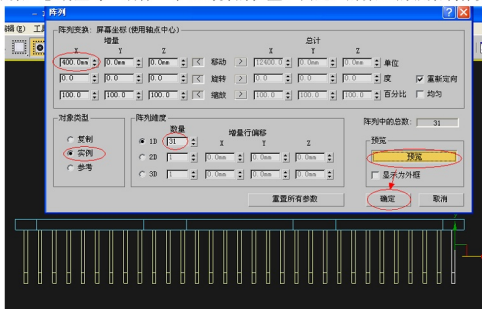 阵列
编辑(E) 工具
阵列变换: 屏幕坐标 (使用轴点中心)
增量 总计
X Y Z X Y Z
400.0mm 0.0mm 0.0mm < 移动 > 12400.0 0.0mm 0.0mm 单位
0.0 0.0 0.0 < 旋转 > 0.0 0.0 0.0 度 重新定向
100.0 100.0 100.0 < 缩放 > 100.0 100.0 100.0 百分比 均匀
对象类型 阵列维度 阵列中的总数: 31
复制
实例
参考
数量 增量行偏移
X Y Z
1D 31
2D 1 0.0mm 0.0mm 0.0mm
3D 1 0.0mm 0.0mm 0.0mm
预览
预览
显示为外框
重置所有参数 确定 取消